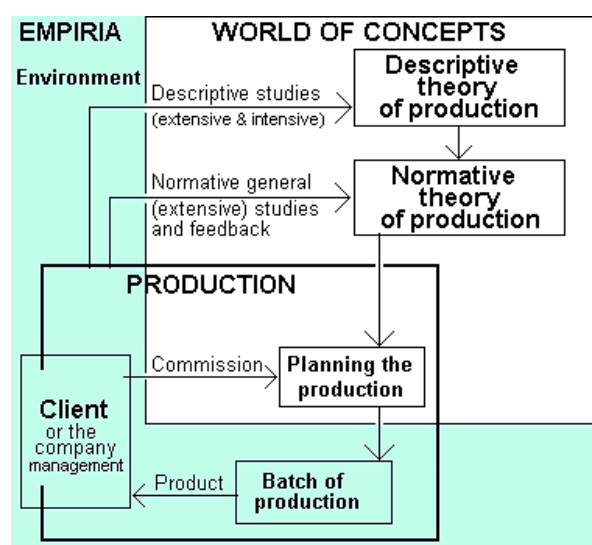 EMPIRIA
WORLD OF CONCEPTS
Environment
Descriptive studies
(extensive & intensive)
Descriptive
theory
of production
Normative general
(extensive) studies
and feedback
Normative
theory
of production
PRODUCTION
Commission
Planning the
production
Client
or the
company
management
Product
Batch of
production